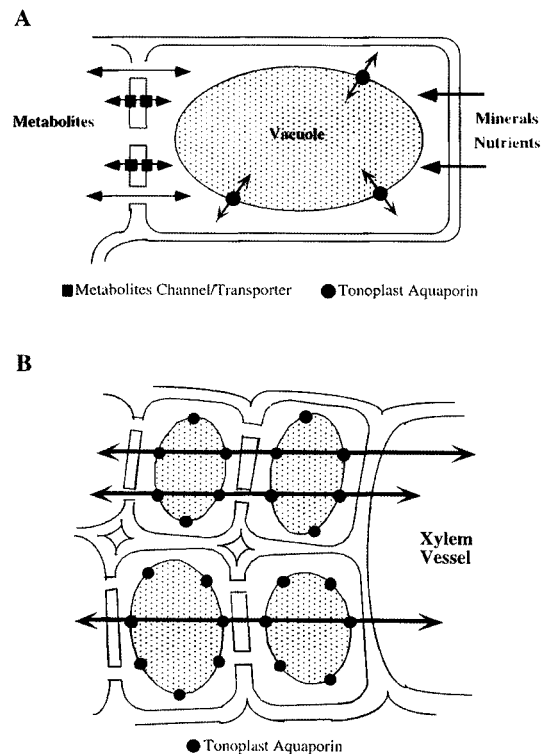 A
Metabolites
Vacuole
Minerals
Nutrients
Metabolites Channel/Transporter
Tonoplast Aquaporin
B
Xylem
Vessel
Tonoplast Aquaporin